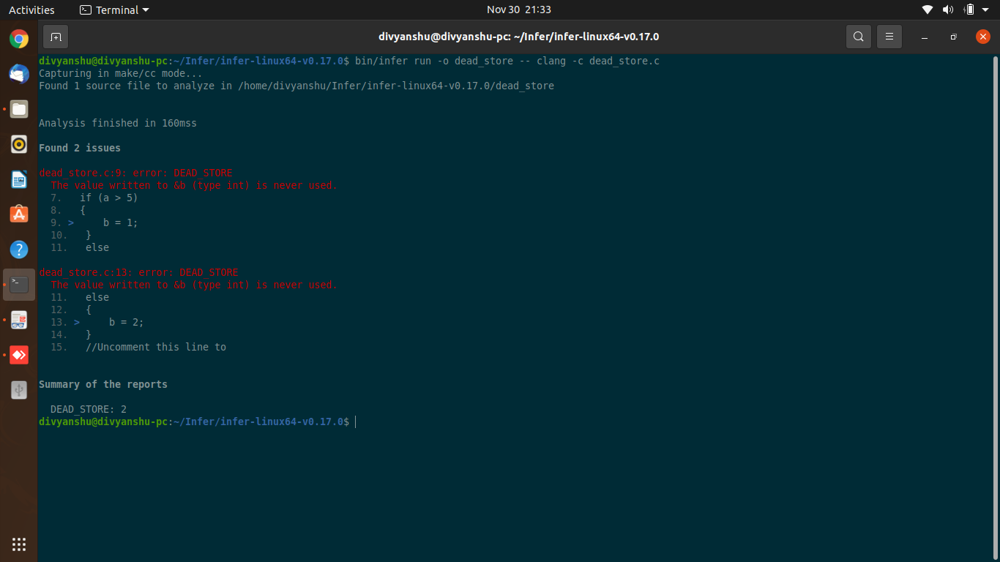 Activities Terminal Nov 30 21:33
divyanshu@divyanshu-pc: ~/Infer/infer-linux64-v0.17.0
divyanshu@divyanshu-pc:~/Infer/infer-linux64-v0.17.0$ bin/infer run -o dead_store -- clang -c dead_store.c
Capturing in make/cc mode...
Found 1 source file to analyze in /home/divyanshu/Infer/infer-linux64-v0.17.0/dead_store
Analysis finished in 160mss
Found 2 issues
dead_store.c:9: error: DEAD_STORE
The value written to &b (type int) is never used.
7. if (a > 5)
8. {
9. > b = 1;
10. }
11. else
dead_store.c:13: error: DEAD_STORE
The value written to &b (type int) is never used.
11. else
12. {
13. > b = 2;
14. }
15. //Uncomment this line to
Summary of the reports
DEAD_STORE: 2
divyanshu@divyanshu-pc:~/Infer/infer-linux64-v0.17.0$